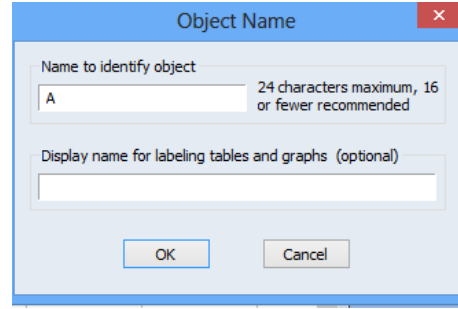 Object Name
Name to identify object
A
24 characters maximum, 16
or fewer recommended
Display name for labeling tables and graphs (optional)
OK
Cancel